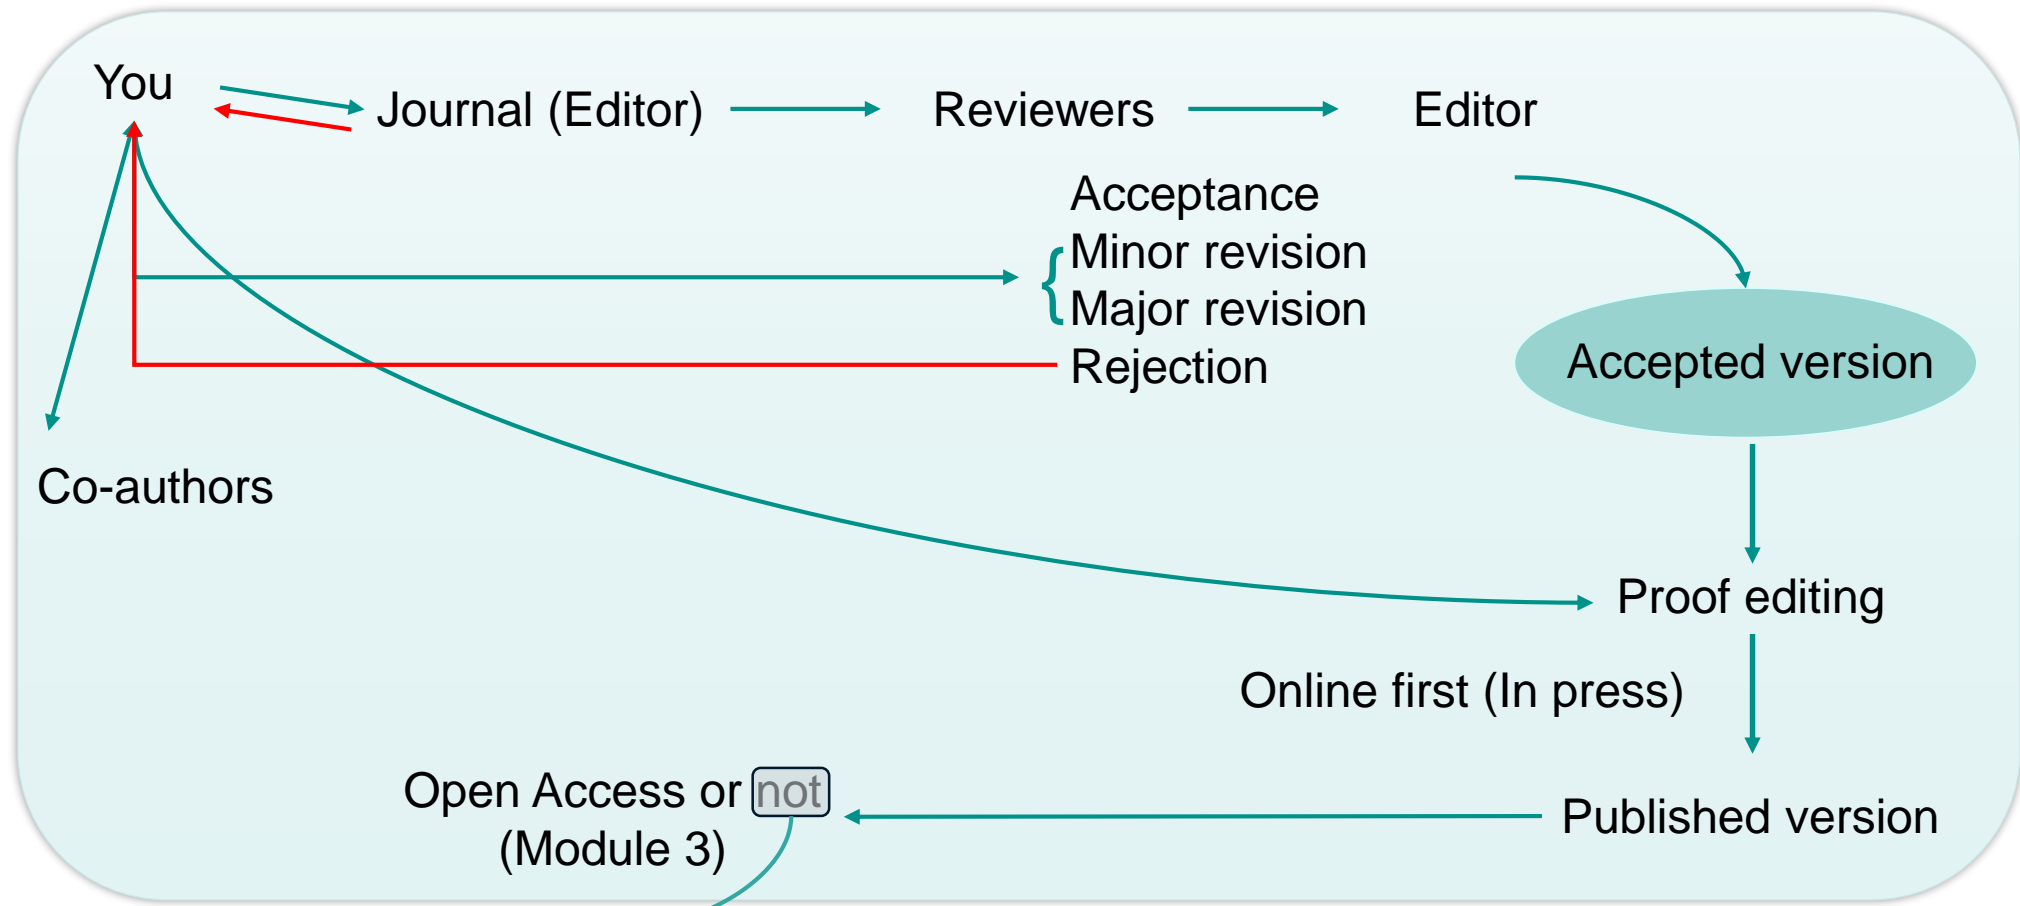 You
Journal (Editor)
Reviewers
Editor
Acceptance
Minor revision
Major revision
Rejection
Accepted version
Co-authors
Proof editing
Online first (In press)
Open Access or not
(Module 3)
Published version